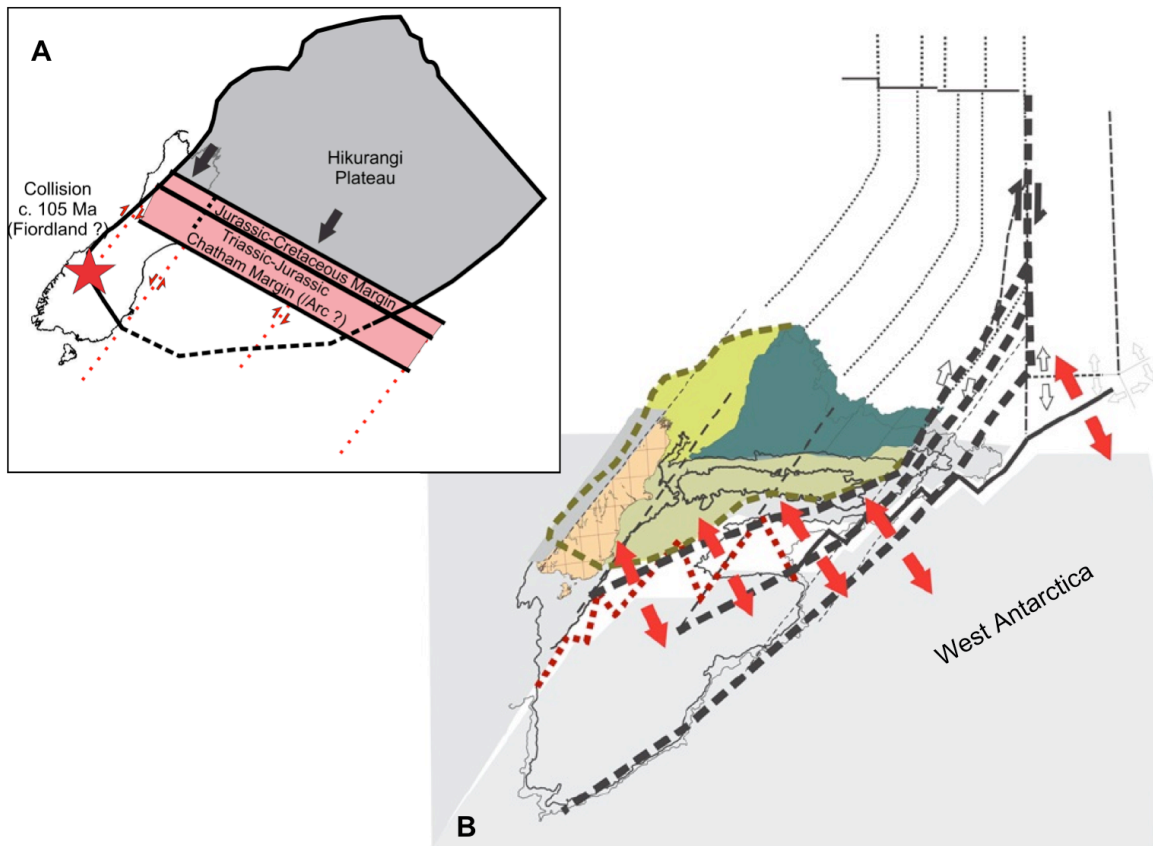 A
Hikurangi
Plateau
Collision
c. 105 Ma
(Fiordland ?)
Jurassic-Cretaceous Margin
Triassic-Jurassic
Chatham Margin (/Arc ?)
West Antarctica
B